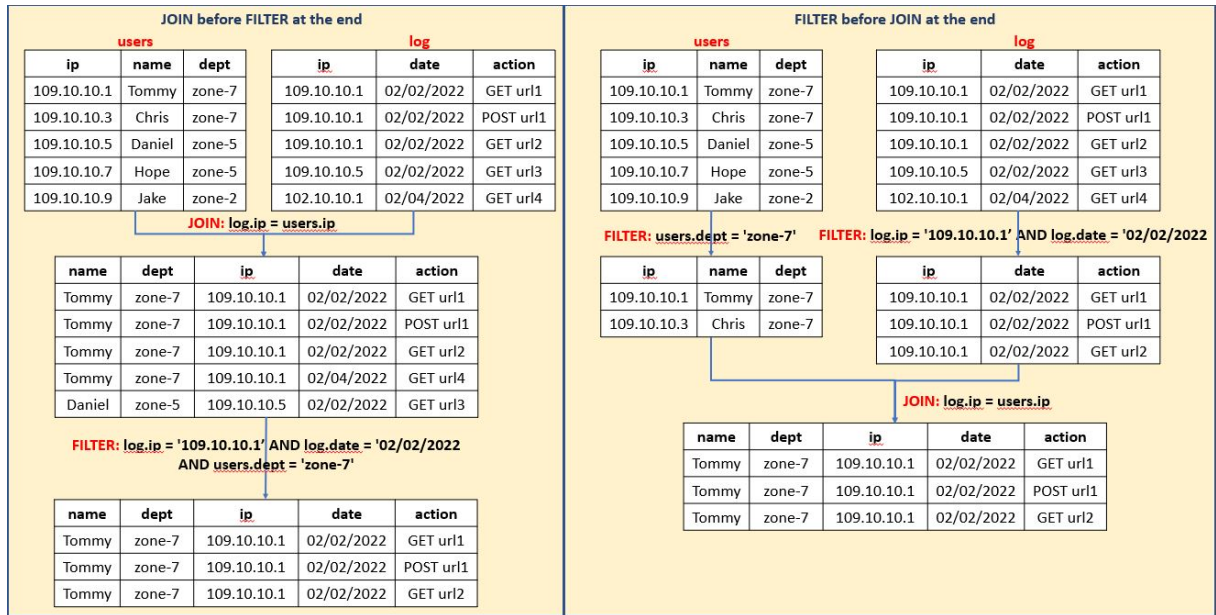 JOIN before FILTER at the end
users log
ip name dept ip date action
109.10.10.1 Tommy zone-7 109.10.10.1 02/02/2022 GET url1
109.10.10.3 Chris zone-7 109.10.10.1 02/02/2022 POST url1
109.10.10.5 Daniel zone-5 109.10.10.1 02/02/2022 GET url2
109.10.10.7 Hope zone-5 109.10.10.5 02/02/2022 GET url3
109.10.10.9 Jake zone-2 102.10.10.1 02/04/2022 GET url4
JOIN: log.ip = users.ip
name dept ip date action
Tommy zone-7 109.10.10.1 02/02/2022 GET url1
Tommy zone-7 109.10.10.1 02/02/2022 POST url1
Tommy zone-7 109.10.10.1 02/02/2022 GET url2
Tommy zone-7 109.10.10.1 02/04/2022 GET url4
Daniel zone-5 109.10.10.5 02/02/2022 GET url3
FILTER: log.ip = '109.10.10.1’ AND log.date = '02/02/2022
AND users.dept = 'zone-7'
name dept ip date action
Tommy zone-7 109.10.10.1 02/02/2022 GET url1
Tommy zone-7 109.10.10.1 02/02/2022 POST url1
Tommy zone-7 109.10.10.1 02/02/2022 GET url2
FILTER before JOIN at the end
users log
ip name dept ip date action
109.10.10.1 Tommy zone-7 109.10.10.1 02/02/2022 GET url1
109.10.10.3 Chris zone-7 109.10.10.1 02/02/2022 POST url1
109.10.10.5 Daniel zone-5 109.10.10.1 02/02/2022 GET url2
109.10.10.7 Hope zone-5 109.10.10.5 02/02/2022 GET url3
109.10.10.9 Jake zone-2 102.10.10.1 02/04/2022 GET url4
FILTER: users.dept = 'zone-7' FILTER: log.ip = '109.10.10.1’ AND log.date = '02/02/2022
ip name dept ip date action
109.10.10.1 Tommy zone-7 109.10.10.1 02/02/2022 GET url1
109.10.10.3 Chris zone-7 109.10.10.1 02/02/2022 POST url1
109.10.10.1 02/02/2022 GET url2
JOIN: log.ip = users.ip
name dept ip date action
Tommy zone-7 109.10.10.1 02/02/2022 GET url1
Tommy zone-7 109.10.10.1 02/02/2022 POST url1
Tommy zone-7 109.10.10.1 02/02/2022 GET url2